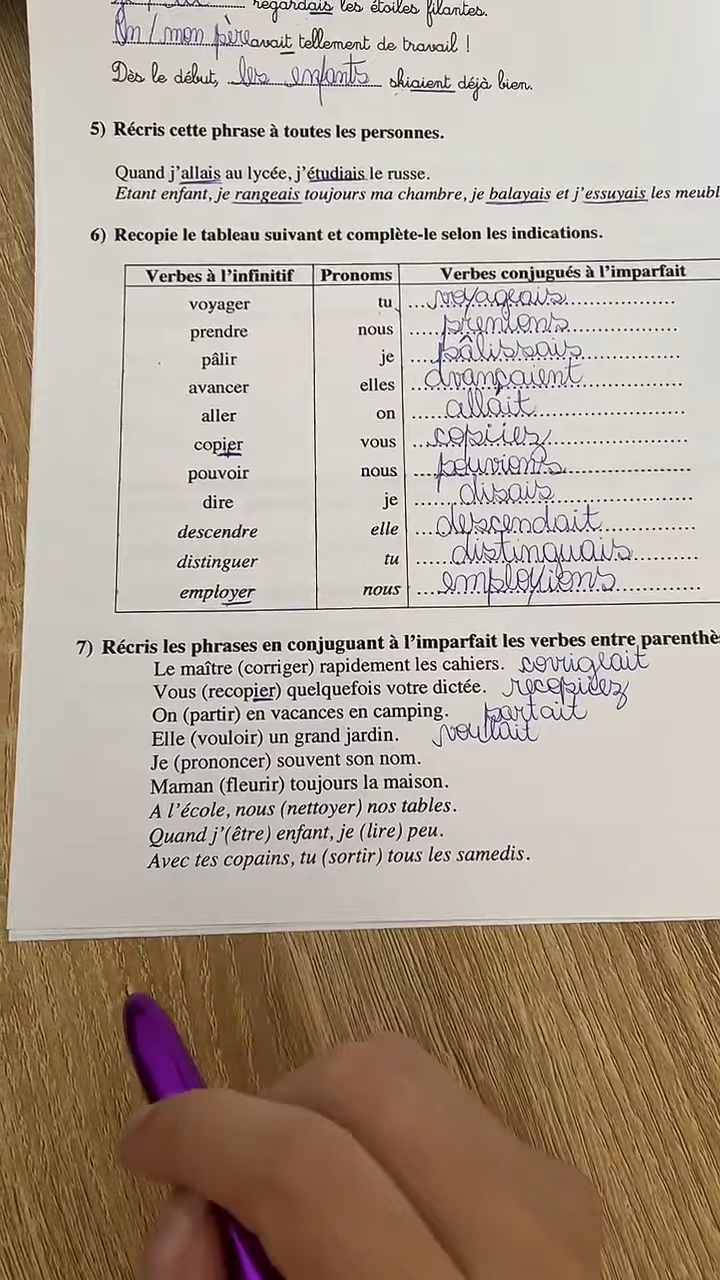 regardais les étoiles filantes.
On / mon père avait tellement de travail !
Dès le début, les enfants skiaient déjà bien.
5) Récris cette phrase à toutes les personnes.
Quand j'allais au lycée, j'étudiais le russe.
Etant enfant, je rangeais toujours ma chambre, je balayais et j'essuyais les meubl
6) Recopie le tableau suivant et complète-le selon les indications.
Verbes à l'infinitif Pronoms Verbes conjugués à l'imparfait
voyager tu voyageais
prendre nous prenions
pâlir je pâlissais
avancer elles avançaient
aller on allait
copier vous copiiez
pouvoir nous pouvions
dire je disais
descendre elle descendait
distinguer tu distinguais
employer nous employions
7) Récris les phrases en conjuguant à l'imparfait les verbes entre parenthè
Le maître (corriger) rapidement les cahiers. corrigeait
Vous (recopier) quelquefois votre dictée. recopiiez
On (partir) en vacances en camping. partait
Elle (vouloir) un grand jardin. voulait
Je (prononcer) souvent son nom.
Maman (fleurir) toujours la maison.
A l'école, nous (nettoyer) nos tables.
Quand j'(être) enfant, je (lire) peu.
Avec tes copains, tu (sortir) tous les samedis.